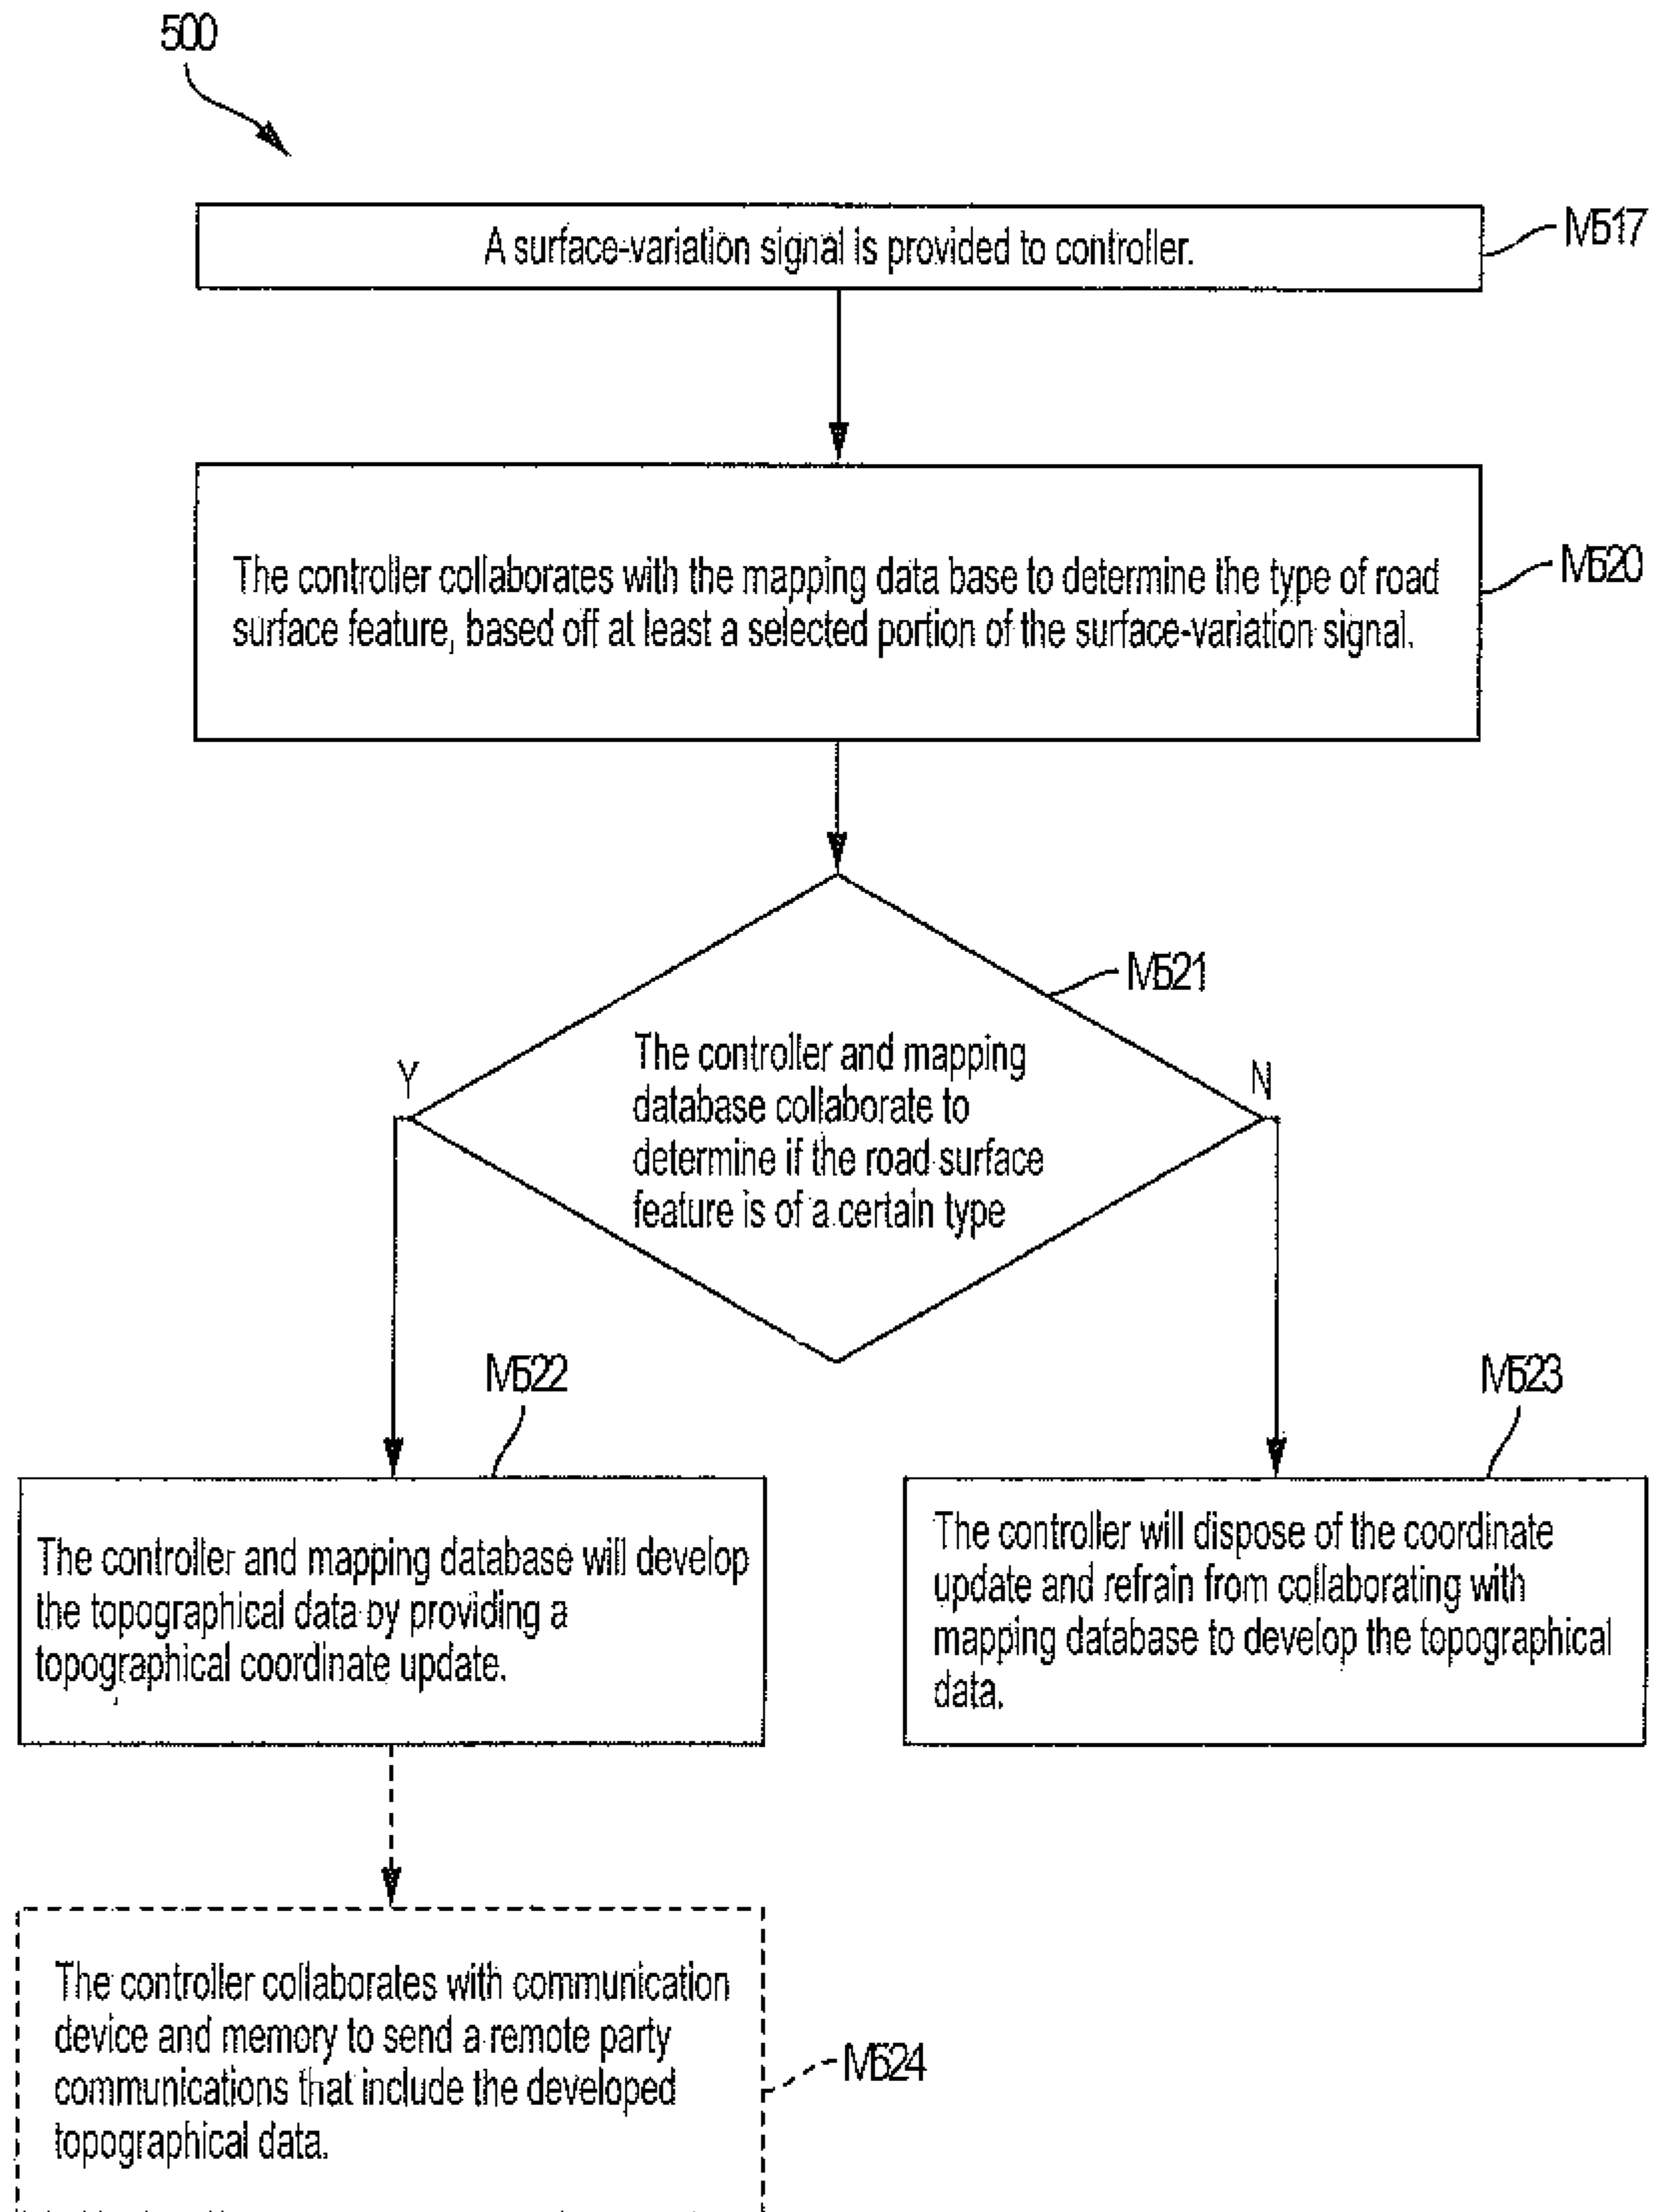 500
A surface-variation signal is provided to controller.
M517
The controller collaborates with the mapping data base to determine the type of road
surface feature, based off at least a selected portion of the surface-variation signal.
M520
M521
Y
N
The controller and mapping
database collaborate to
determine if the road surface
feature is of a certain type
M522
M523
The controller and mapping database will develop
the topographical data by providing a
topographical coordinate update.
The controller will dispose of the coordinate
update and refrain from collaborating with
mapping database to develop the topographical
data.
The controller collaborates with communication
device and memory to send a remote party
communications that include the developed
topographical data.
M524